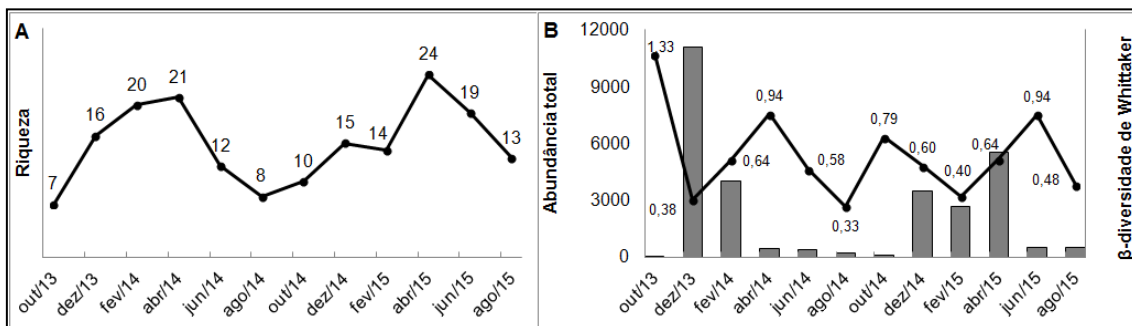 A
Riqueza
7
16
20
21
12
8
10
15
14
24
19
13
out/13
dez/13
fev/14
abr/14
jun/14
ago/14
out/14
dez/14
fev/15
abr/15
jun/15
ago/15
B
Abundância total
12000
9000
6000
3000
0
1,33
0,38
0,64
0,94
0,58
0,33
0,79
0,60
0,40
0,64
0,94
0,48
out/13
dez/13
fev/14
abr/14
jun/14
ago/14
out/14
dez/14
fev/15
abr/15
jun/15
ago/15
β-diversidade de Whittaker